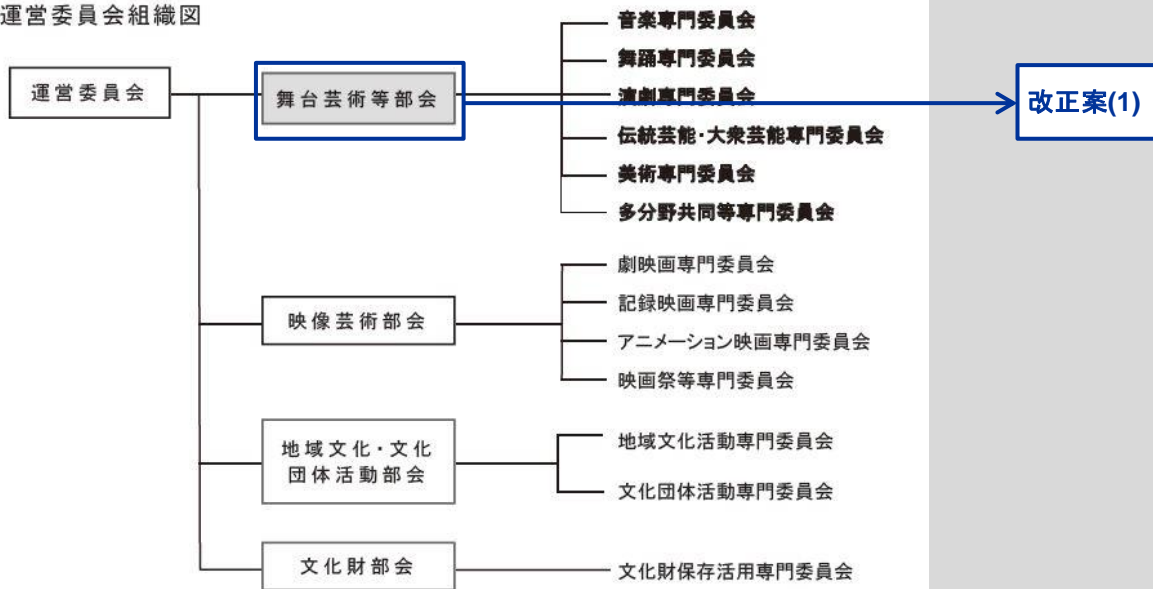 運営委員会組織図
運営委員会
舞台芸術等部会
音楽専門委員会
舞踊専門委員会
演劇専門委員会
伝統芸能・大衆芸能専門委員会
美術専門委員会
多分野共同等専門委員会
改正案(1)
映像芸術部会
劇映画専門委員会
記録映画専門委員会
アニメーション映画専門委員会
映画祭等専門委員会
地域文化・文化
団体活動部会
地域文化活動専門委員会
文化団体活動専門委員会
文化財部会
文化財保存活用専門委員会